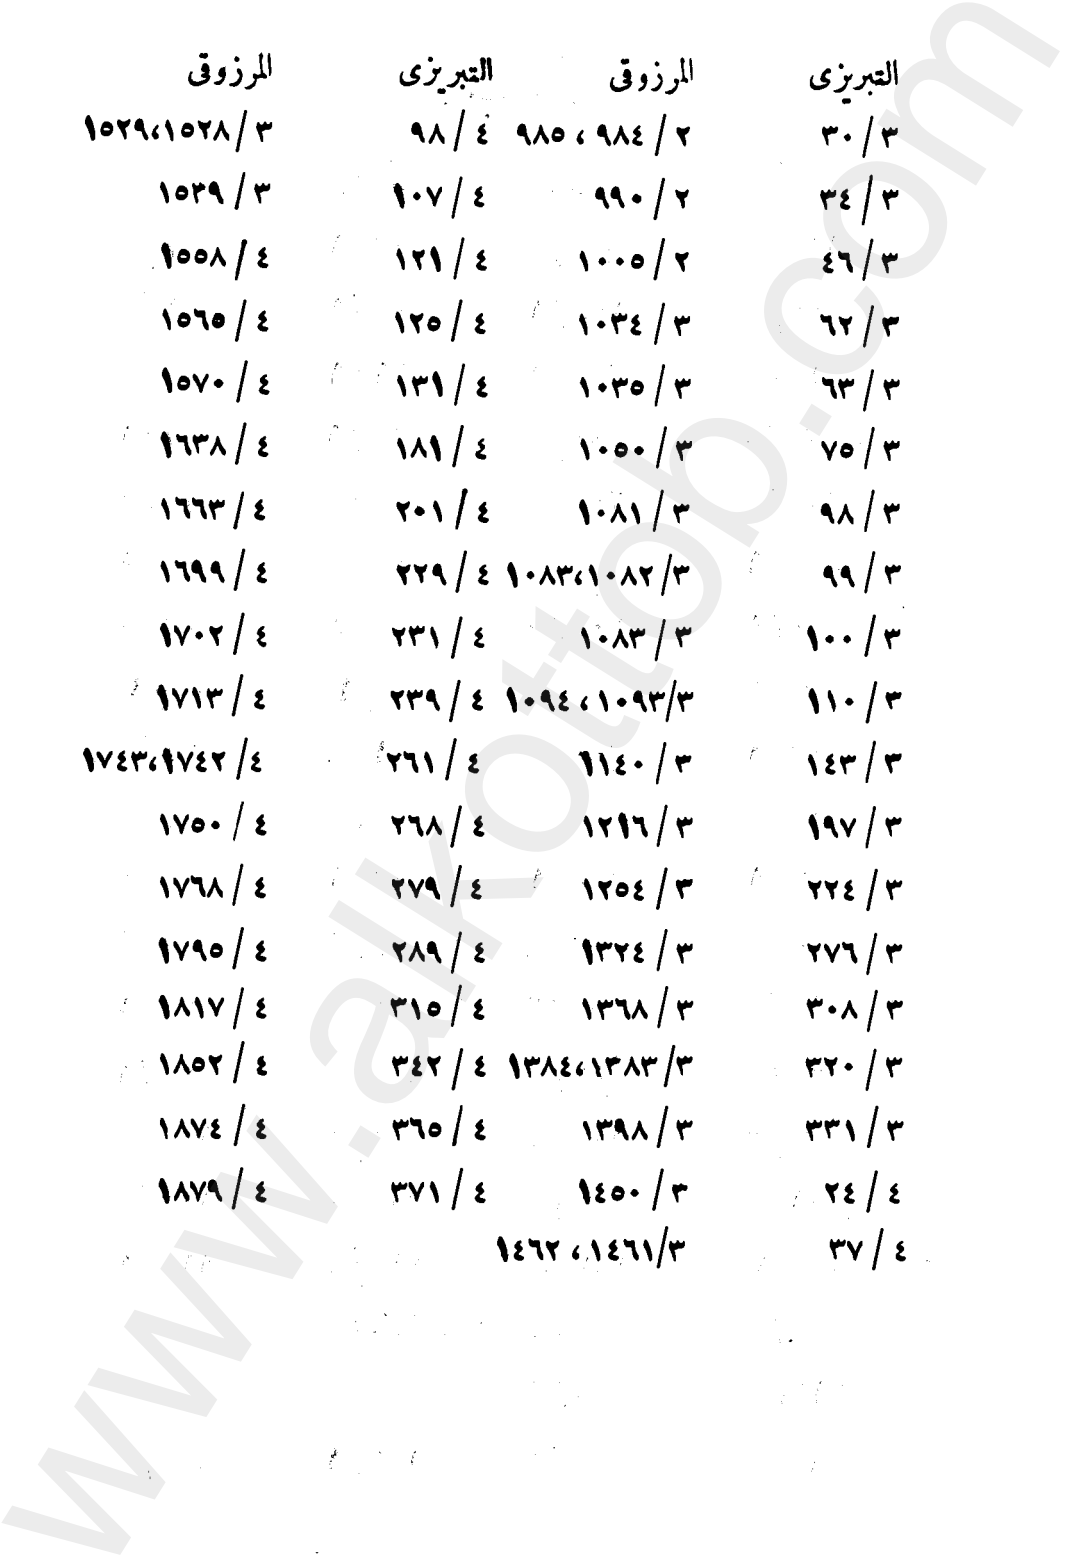 التبريزى المرزوقى التبريزى المرزوقى
٣ / ٣٠ ٢ / ٩٨٤ ، ٩٨٥ ٤ / ٩٨ ٣ / ١٥٢٨،١٥٢٩
٣ / ٣٤ ٢ / ٩٩٠ ٤ / ١٠٧ ٣ / ١٥٣٩
٣ / ٤٦ ٢ / ١٠٠٥ ٤ / ١٢١ ٤ / ١٥٥٨
٣ / ٦٢ ٣ / ١٠٣٤ ٤ / ١٢٥ ٤ / ١٥٦٥
٣ / ٦٣ ٣ / ١٠٣٥ ٤ / ١٣١ ٤ / ١٥٧٠
٣ / ٧٥ ٣ / ١٠٥٠ ٤ / ١٨١ ٤ / ١٦٣٨
٣ / ٩٨ ٣ / ١٠٨١ ٤ / ٢٠١ ٤ / ١٦٦٣
٣ / ٩٩ ٣ / ١٠٨٢،١٠٨٣ ٤ / ٢٢٩ ٤ / ١٦٩٩
٣ / ١٠٠ ٣ / ١٠٨٣ ٤ / ٢٣١ ٤ / ١٧٠٢
٣ / ١١٠ ٣/١٠٩٣ ، ١٠٩٤ ٤ / ٢٣٩ ٤ / ١٧١٣
٣ / ١٤٣ ٣ / ١١٤٠ ٤ / ٢٦١ ٤ / ١٧٤٢،١٧٤٣
٣ / ١٩٧ ٣ / ١٢١٦ ٤ / ٢٦٨ ٤ / ١٧٥٠
٣ / ٢٢٤ ٣ / ١٢٥٤ ٤ / ٢٧٩ ٤ / ١٧٦٨
٣ / ٢٧٦ ٣ / ١٣٢٤ ٤ / ٢٨٩ ٤ / ١٧٩٥
٣ / ٣٠٨ ٣ / ١٣٦٨ ٤ / ٣١٥ ٤ / ١٨١٧
٣ / ٣٢٠ ٣ / ١٣٨٣،١٣٨٤ ٤ / ٣٤٢ ٤ / ١٨٥٢
٣ / ٣٣١ ٣ / ١٣٩٨ ٤ / ٣٦٥ ٤ / ١٨٧٤
٤ / ٢٤ ٣ / ١٤٥٠ ٤ / ٣٧١ ٤ / ١٨٧٩
٤ / ٣٧ ٣/١٤٦١ ، ١٤٦٢
www.alkottob.com